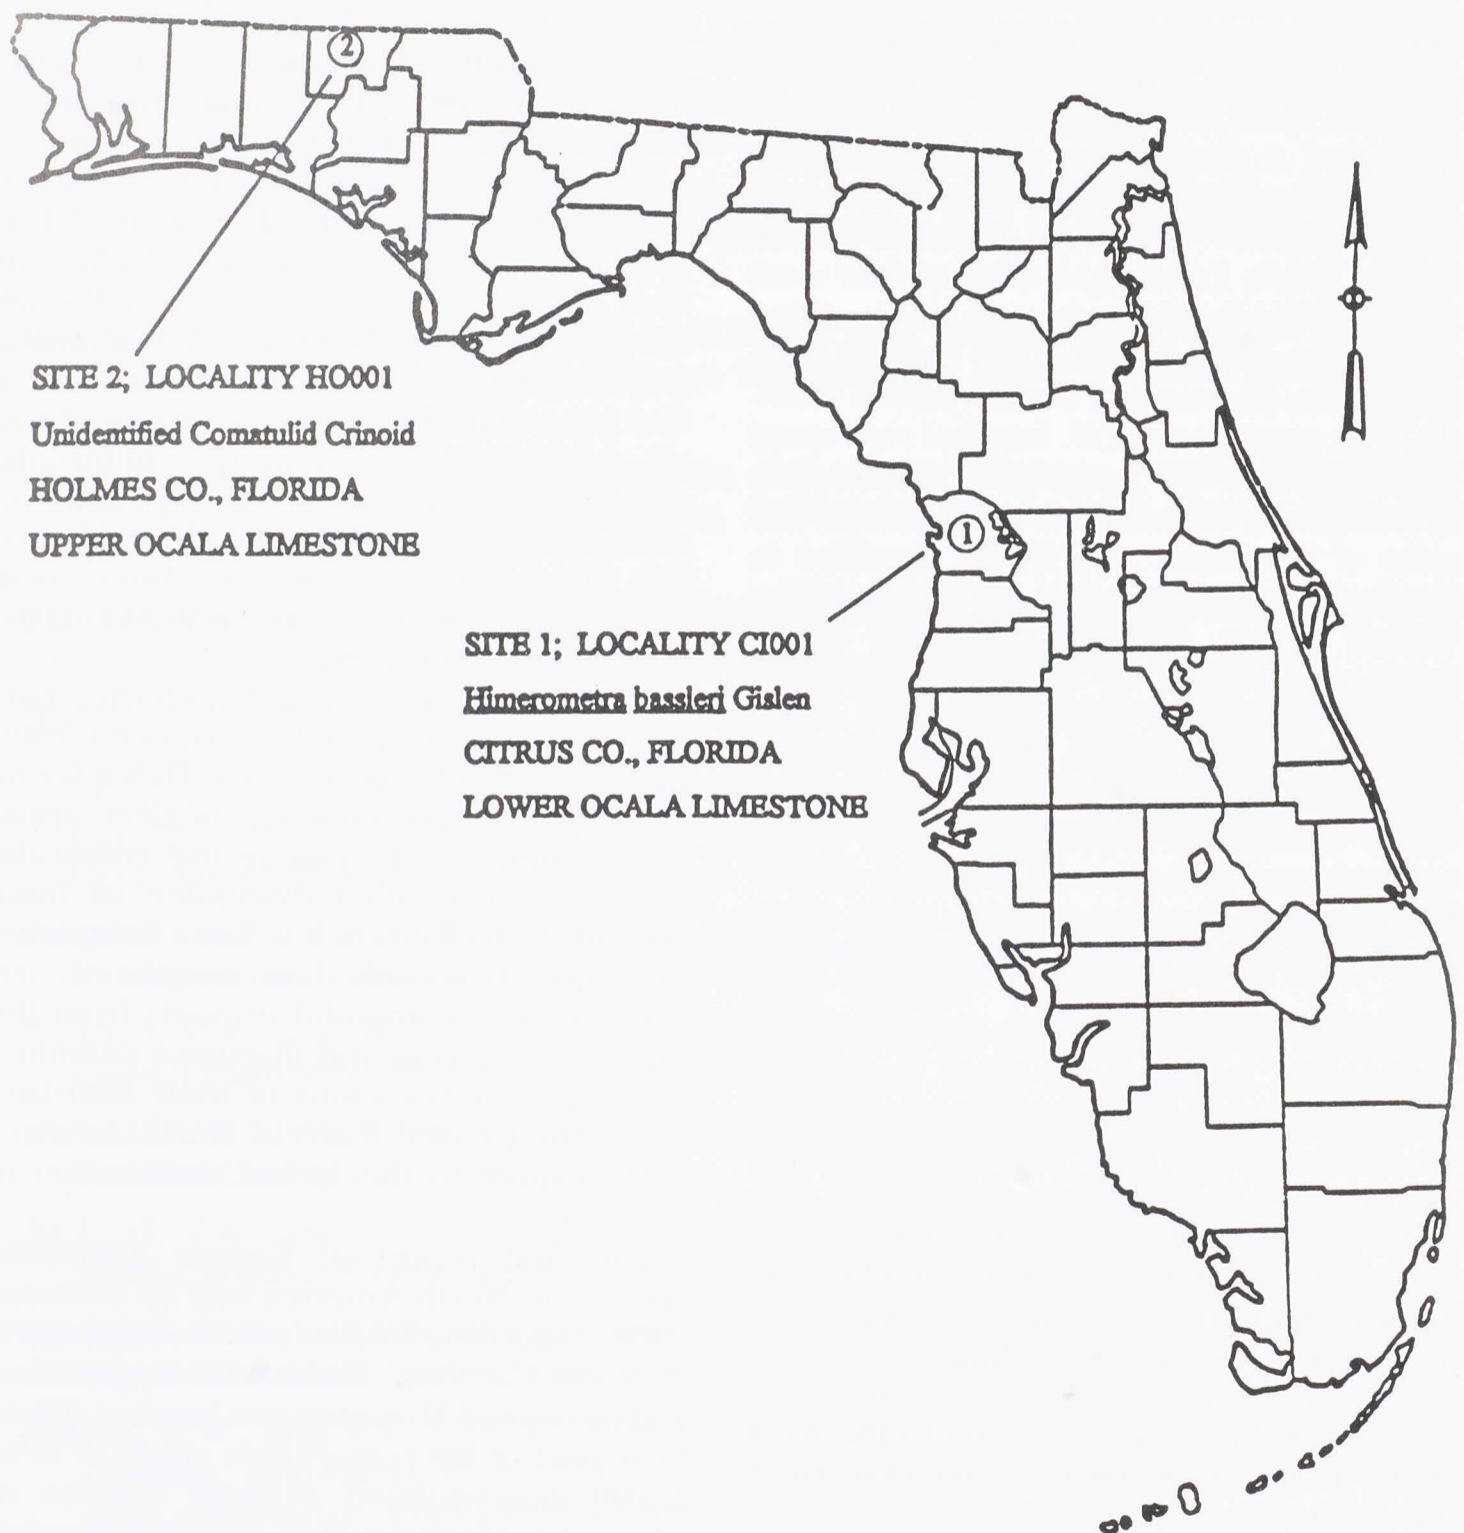 2
SITE 2; LOCALITY HO001
Unidentified Comatulid Crinoid
HOLMES CO., FLORIDA
UPPER OCALA LIMESTONE
1
SITE 1; LOCALITY CI001
Himerometra bassleri Gislen
CITRUS CO., FLORIDA
LOWER OCALA LIMESTONE